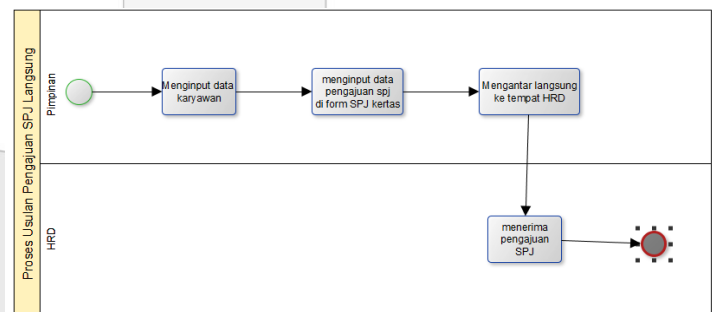 Proses Usulan Pengajuan SPJ Langsung
Pimpinan
Menginput data
karyawan
menginput data
pengajuan spj
di form SPJ kertas
Mengantar langsung
ke tempat HRD
HRD
menerima
pengajuan
SPJ